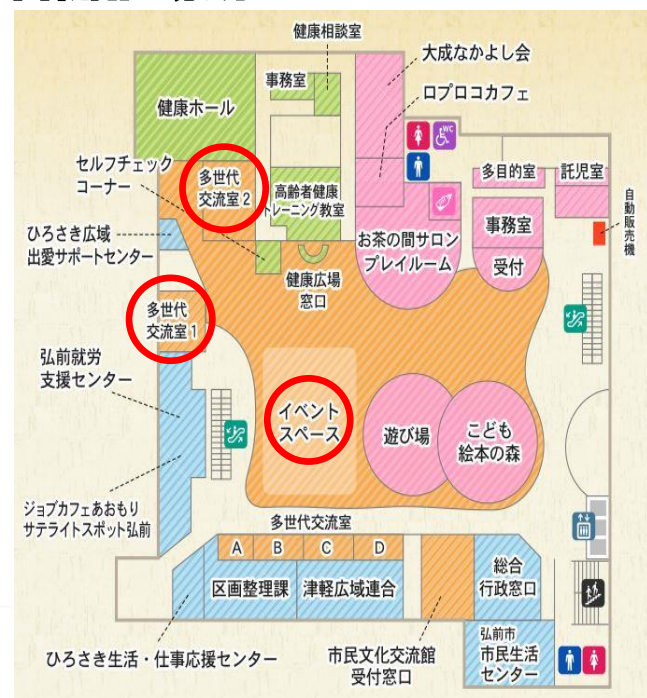 健康相談室
大成なかよし会
事務室
ロプロコカフェ
健康ホール
WC
セルフチェック
コーナー
多世代
交流室2
高齢者健康
トレーニング教室
多目的室
託児室
自動販売機
ひろさき広域
出愛サポートセンター
お茶の間サロン
プレイルーム
事務室
受付
健康広場
窓口
多世代
交流室1
弘前就労
支援センター
イベント
スペース
遊び場
こども
絵本の森
ジョブカフェあおもり
サテライトスポット弘前
多世代交流室
A
B
C
D
区画整理課
津軽広域連合
総合
行政窓口
ひろさき生活・仕事応援センター
市民文化交流館
受付窓口
弘前市
市民生活
センター